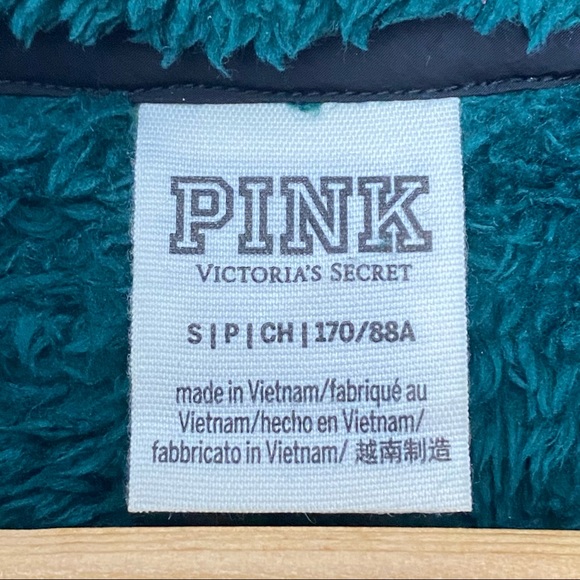 PINK
VICTORIA'S SECRET
S | P | CH | 170/88A
made in Vietnam/fabriqué au
Vietnam/hecho en Vietnam/
fabbricato in Vietnam/ 越南制造